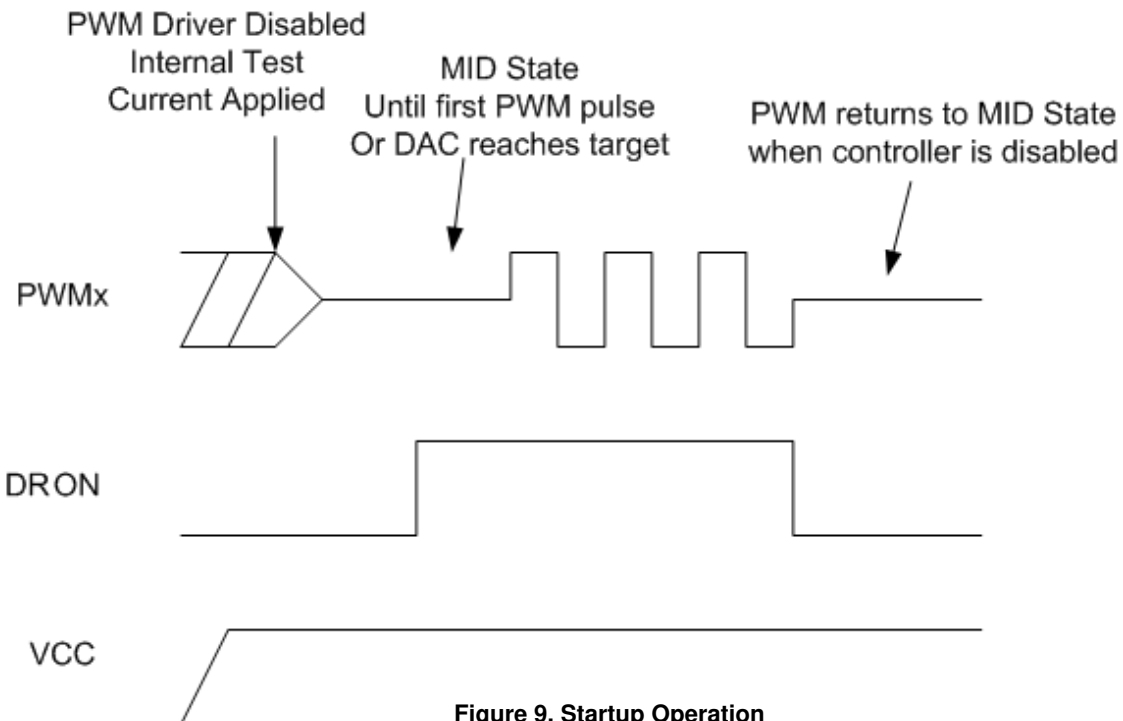 PWM Driver Disabled
Internal Test
Current Applied
MID State
Until first PWM pulse
Or DAC reaches target
PWM returns to MID State
when controller is disabled
PWMx
DRON
VCC
Figure 9. Startup Operation